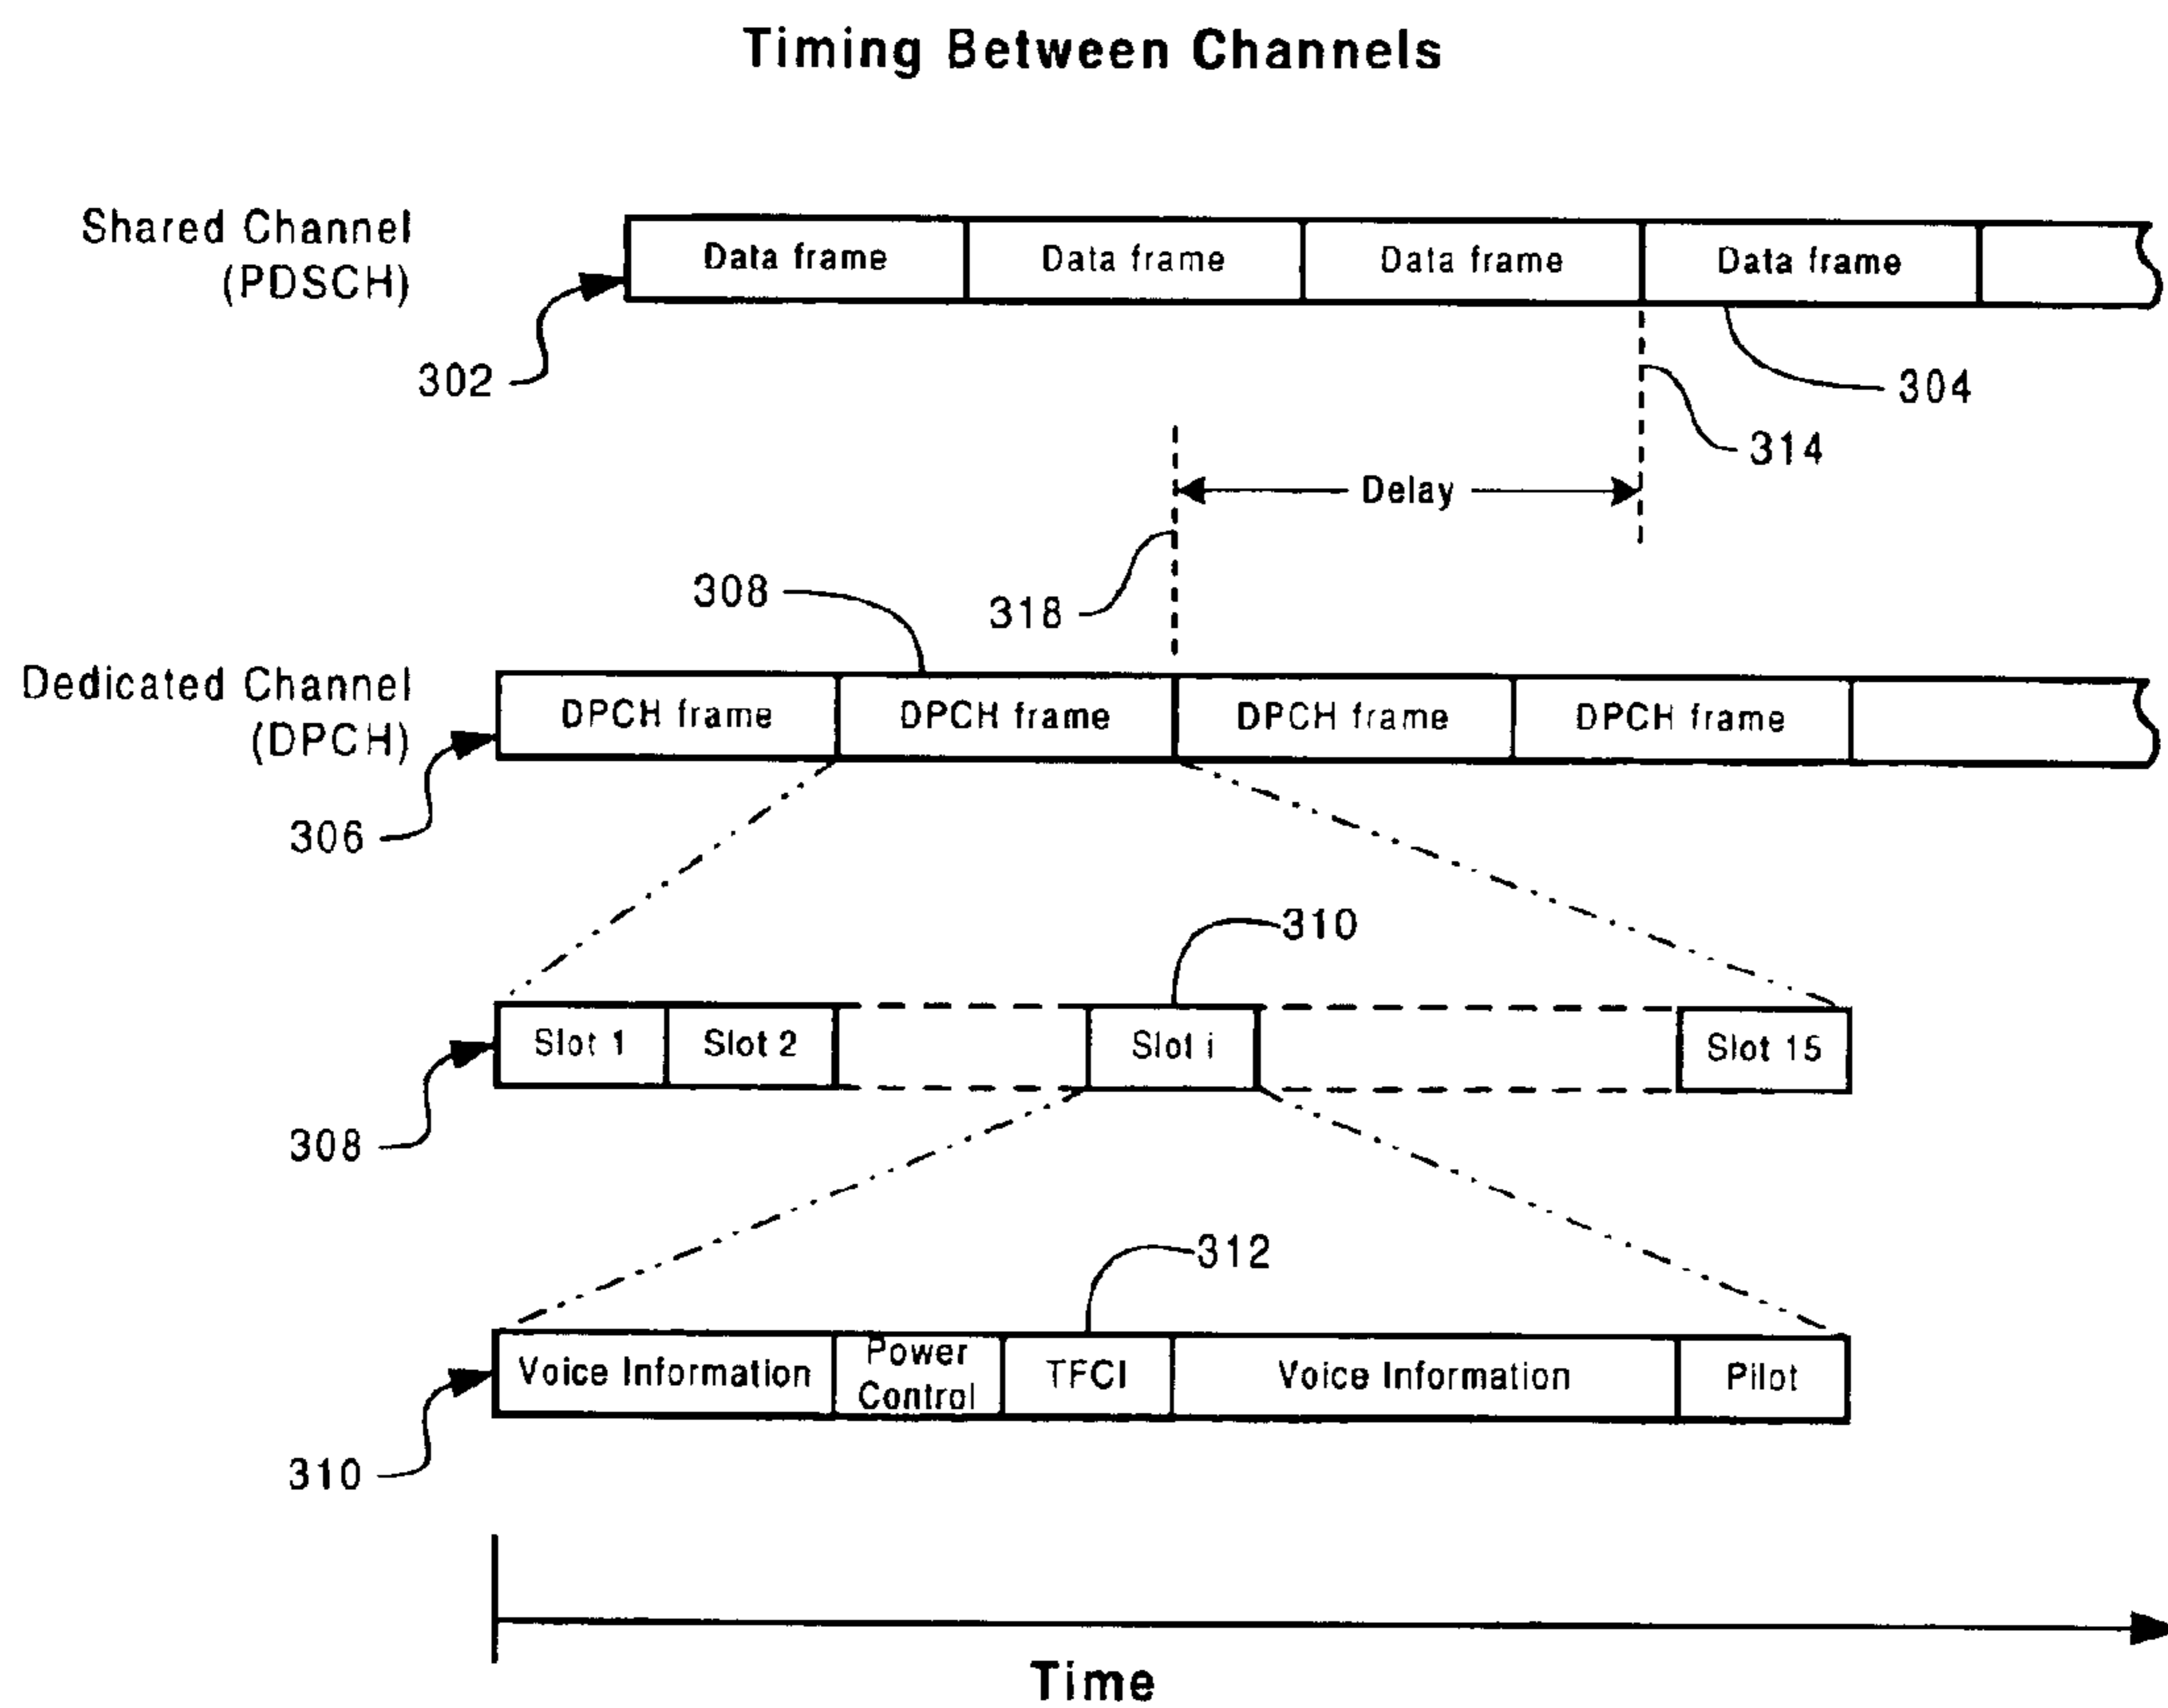 Timing Between Channels
Shared Channel
(PDSCH)
Data frame
Data frame
Data frame
Data frame
302
304
314
Delay
318
308
Dedicated Channel
(DPCH)
DPCH frame
DPCH frame
DPCH frame
DPCH frame
306
310
Slot 1
Slot 2
Slot i
Slot 15
308
312
Voice Information
Power
Control
TFCI
Voice Information
Pilot
310
Time